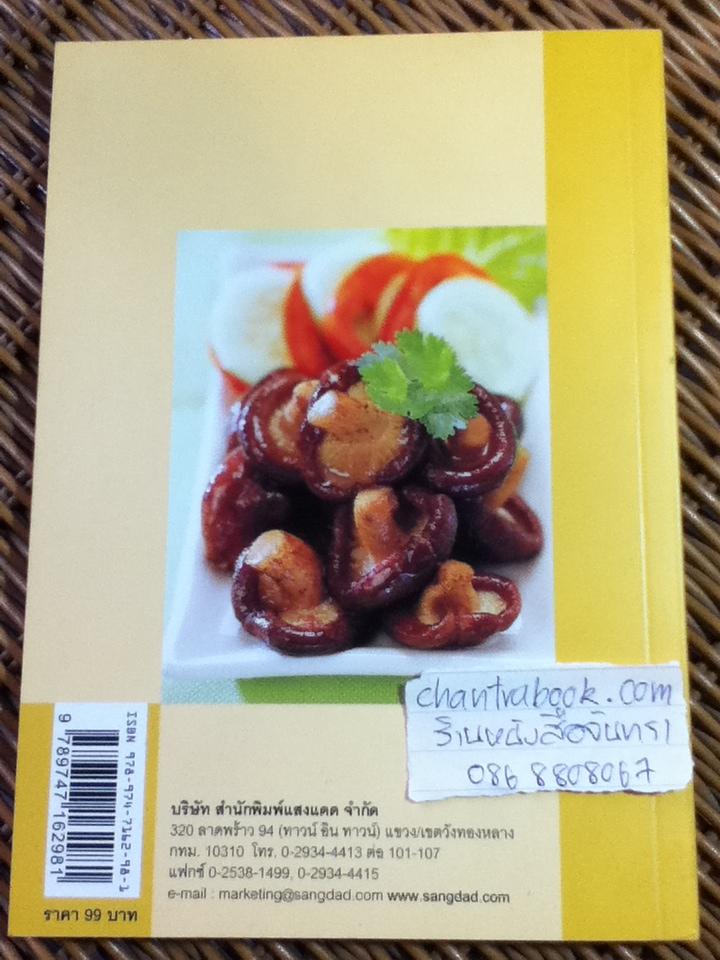 chantrabook.com
ร้านหนังสือจันทรา
086 8808067
ISBN 978-974-7162-98-1
9 789747 162981
ราคา 99 บาท
บริษัท สำนักพิมพ์แสงแดด จำกัด
320 ลาดพร้าว 94 (ทาวน์ อิน ทาวน์) แขวง/เขตวังทองหลาง
กทม. 10310 โทร. 0-2934-4413 ต่อ 101-107
แฟกซ์ 0-2538-1499, 0-2934-4415
e-mail : marketing@sangdad.com www.sangdad.com